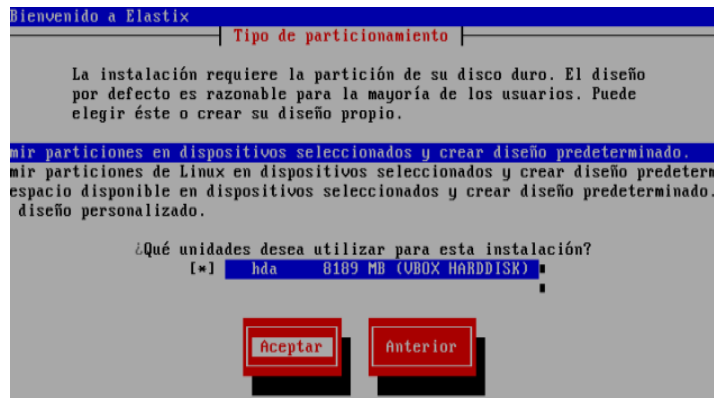 Bienvenido a Elastix
Tipo de particionamiento
La instalación requiere la partición de su disco duro. El diseño
por defecto es razonable para la mayoría de los usuarios. Puede
elegir éste o crear su diseño propio.
mir particiones en dispositivos seleccionados y crear diseño predeterminado.
mir particiones de Linux en dispositivos seleccionados y crear diseño predeterm
espacio disponible en dispositivos seleccionados y crear diseño predeterminado.
diseño personalizado.
¿Qué unidades desea utilizar para esta instalación?
[*] hda 8189 MB (VBOX HARDDISK)
Aceptar Anterior